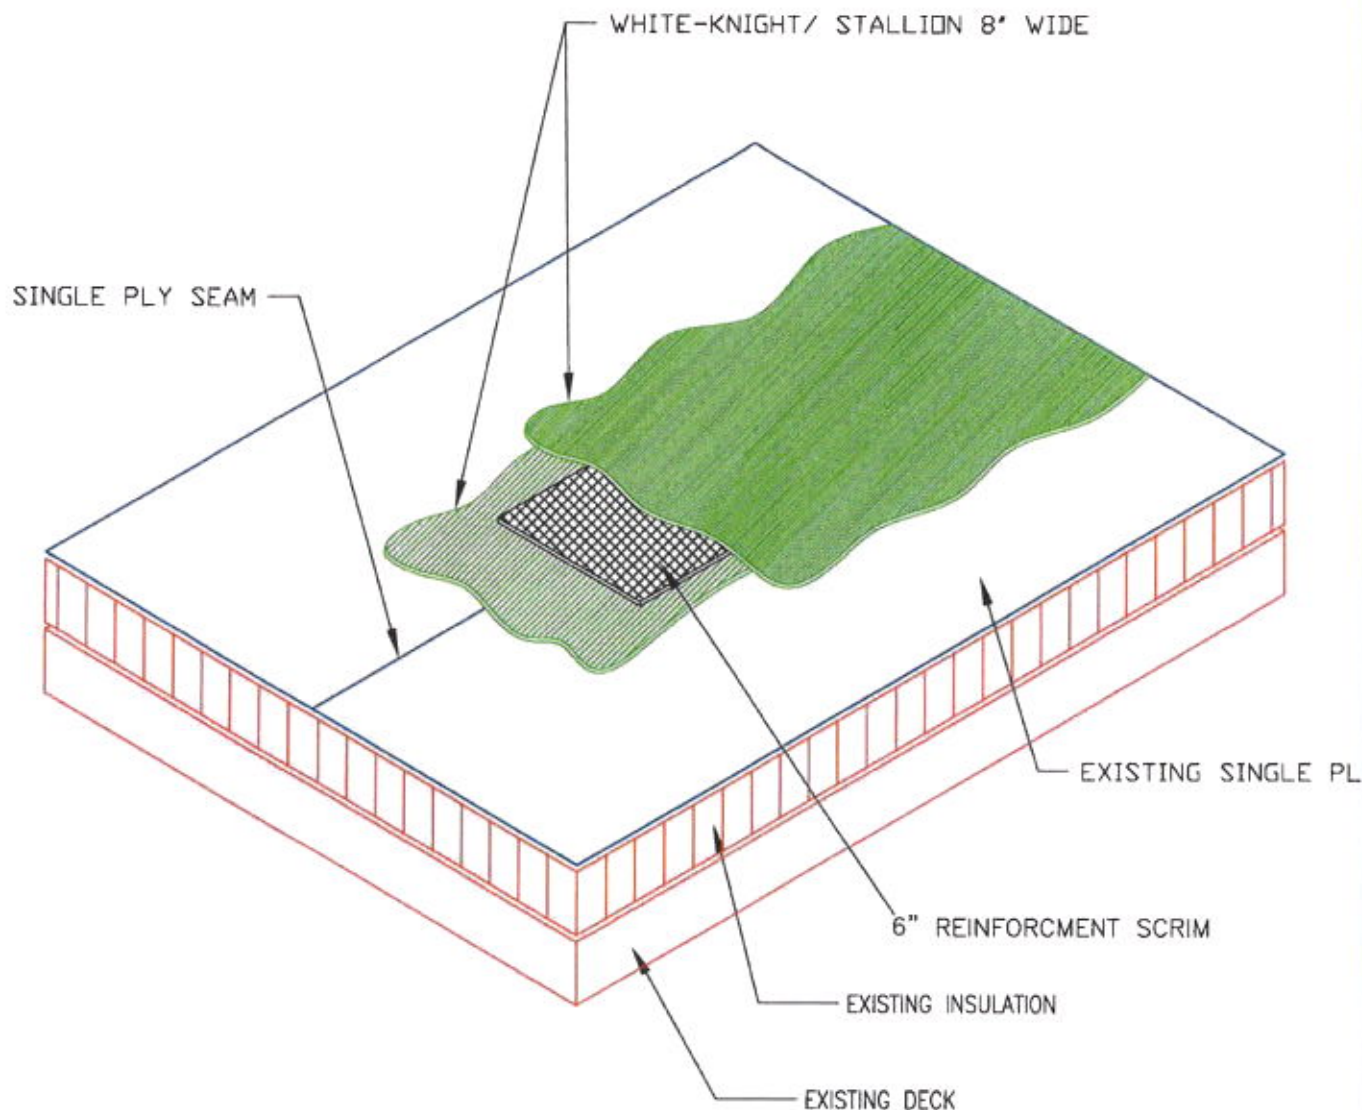 WHITE-KNIGHT/ STALLION 8" WIDE
SINGLE PLY SEAM
EXISTING SINGLE PL
6" REINFORCMENT SCRIM
EXISTING INSULATION
EXISTING DECK